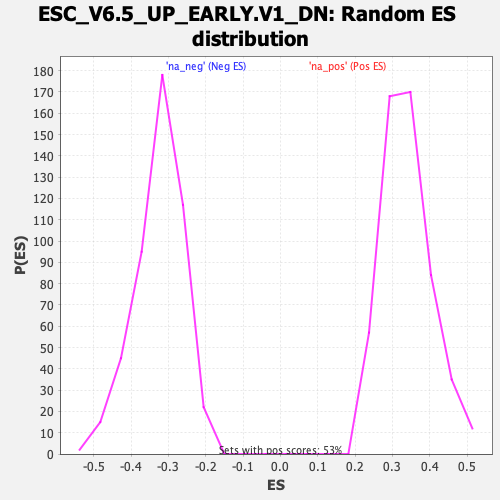 ESC_V6.5_UP_EARLY.V1_DN: Random ES
distribution
'na_neg' (Neg ES)
'na_pos' (Pos ES)
180
170
160
150
140
130
120
110
100
90
80
70
60
50
40
30
20
10
0
P(ES)
Sets with pos scores: 53%
-0.5 -0.4 -0.3 -0.2 -0.1 0.0 0.1 0.2 0.3 0.4 0.5
ES